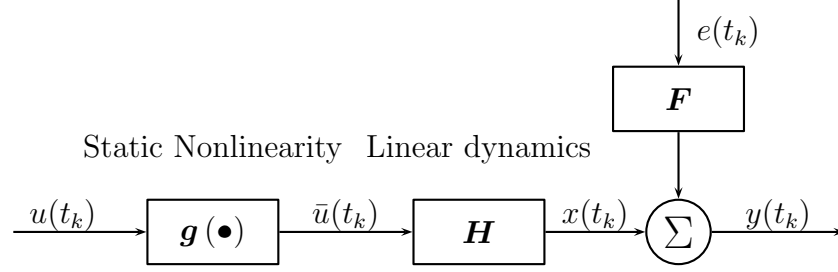 e(t_k)
F
Static Nonlinearity Linear dynamics
u(t_k) g(•) ū(t_k) H x(t_k) Σ y(t_k)